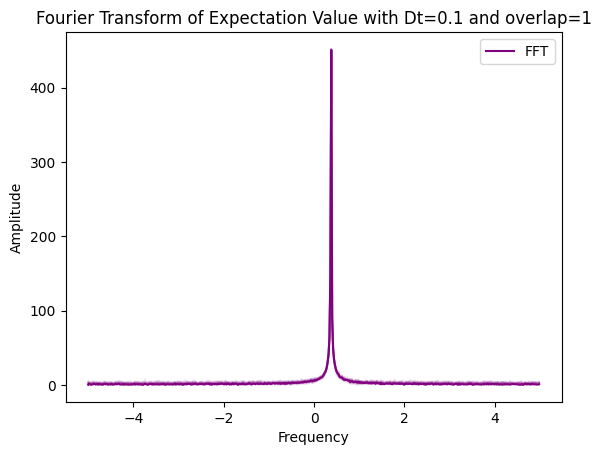 Fourier Transform of Expectation Value with Dt=0.1 and overlap=1
FFT
400
300
200
100
0
Amplitude
−4
−2
0
2
4
Frequency